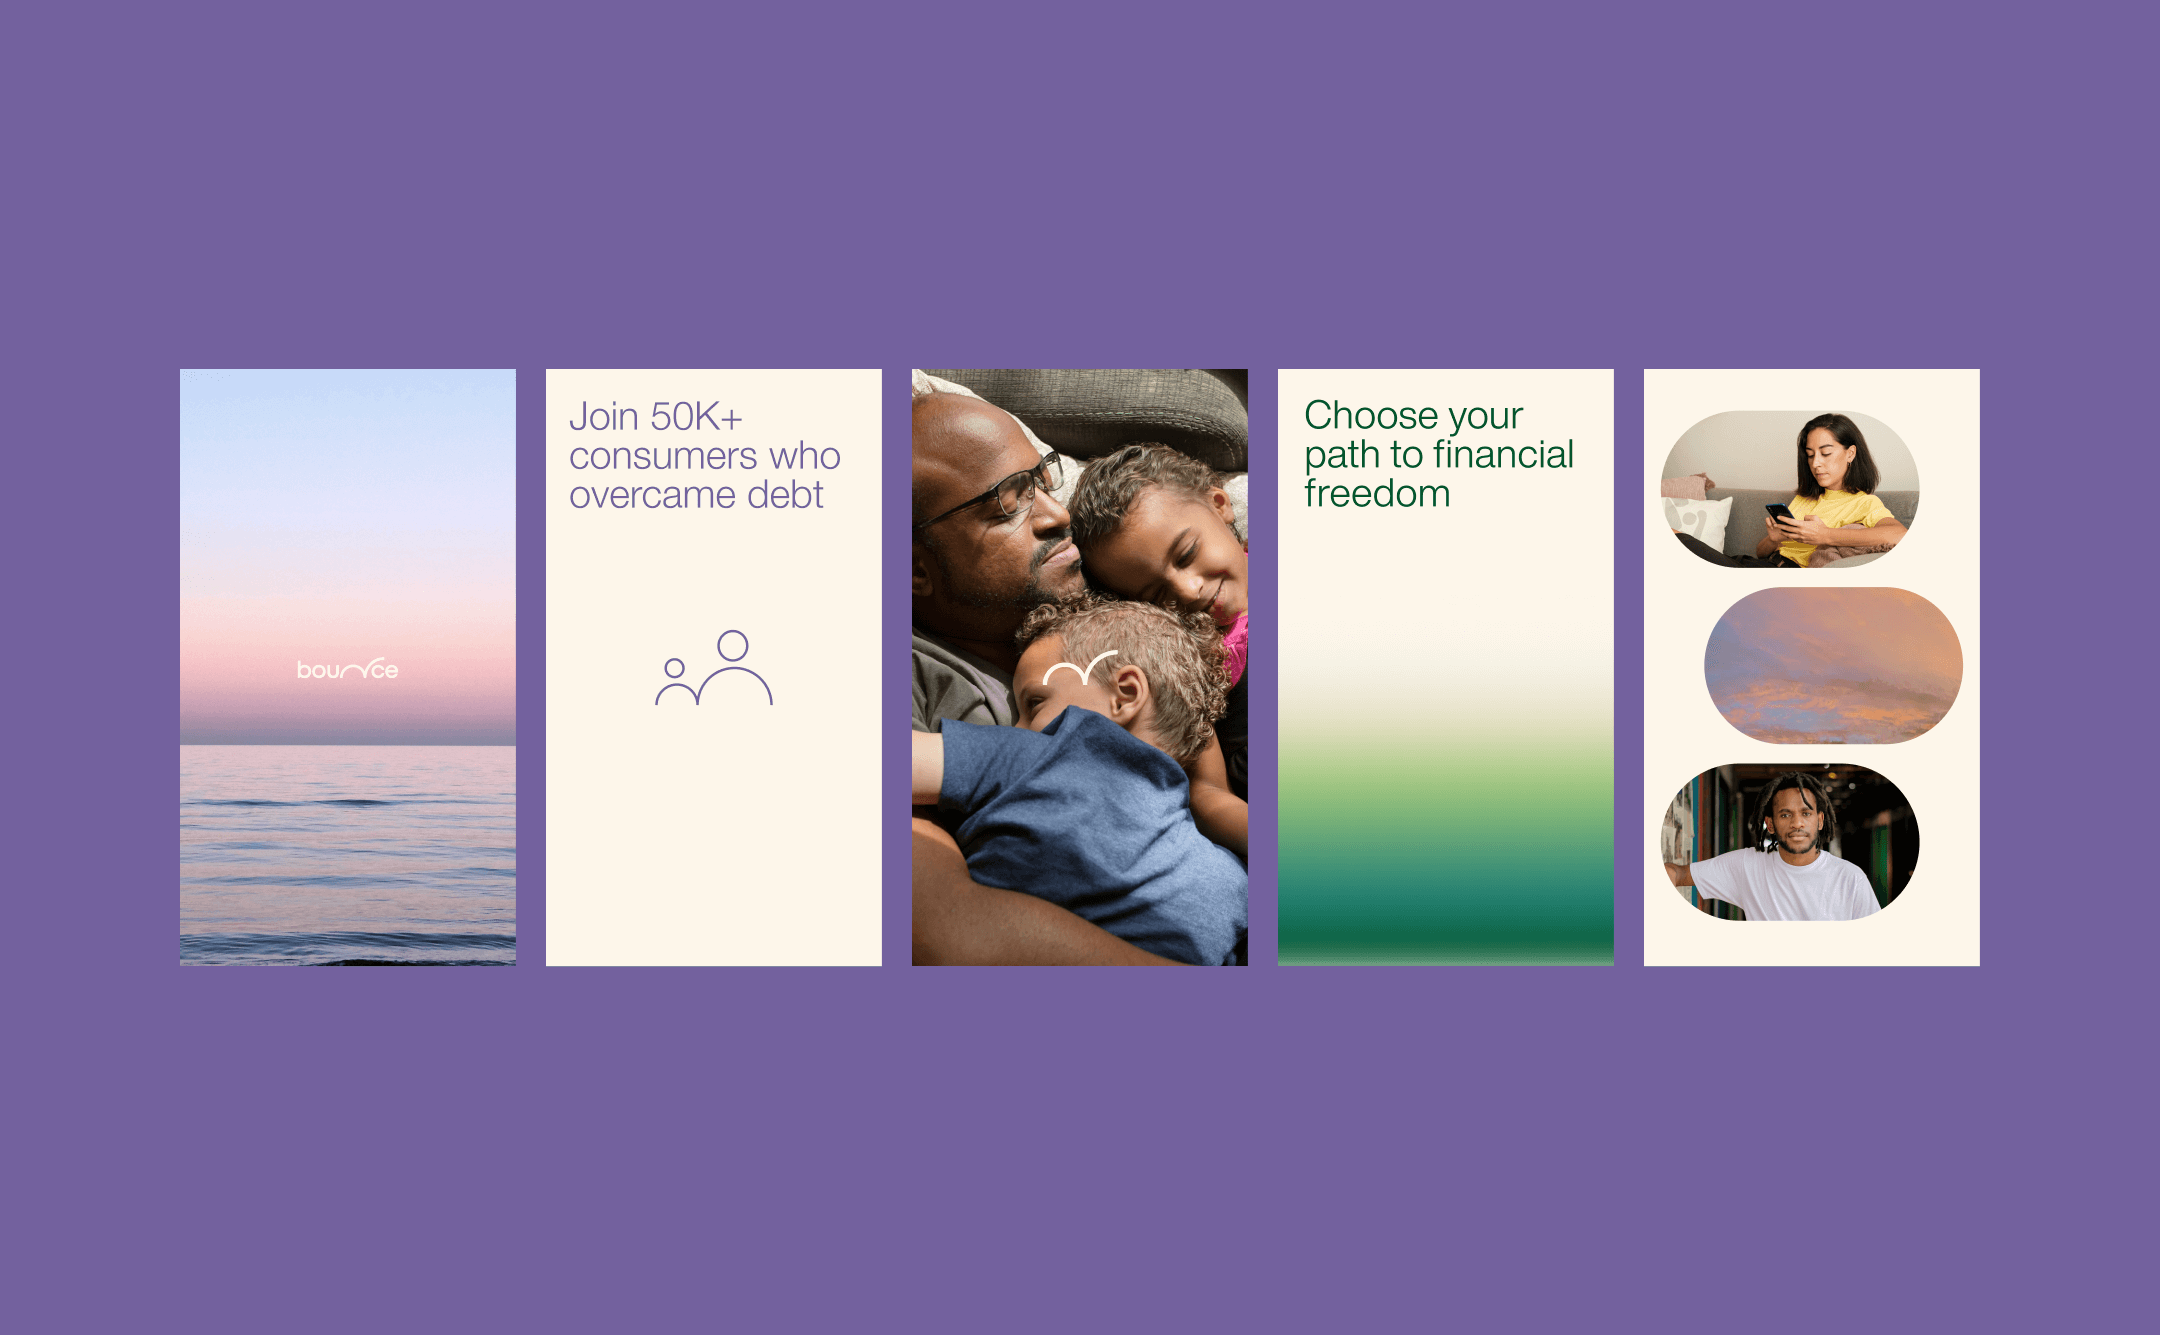 bounce
Join 50K+
consumers who
overcame debt
Choose your
path to financial
freedom